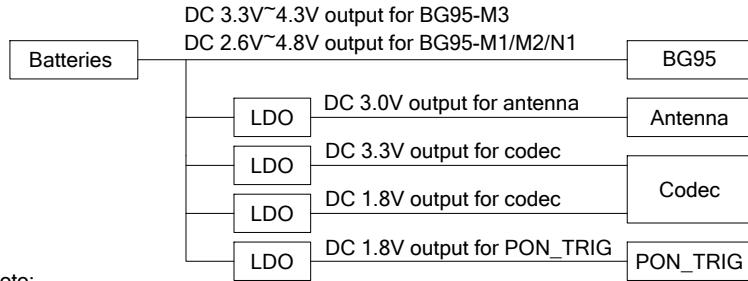 DC 3.3V~4.3V output for BG95-M3
DC 2.6V~4.8V output for BG95-M1/M2/N1
Batteries
BG95
LDO
DC 3.0V output for antenna
Antenna
LDO
DC 3.3V output for codec
Codec
LDO
DC 1.8V output for codec
LDO
DC 1.8V output for PON_TRIG
PON_TRIG